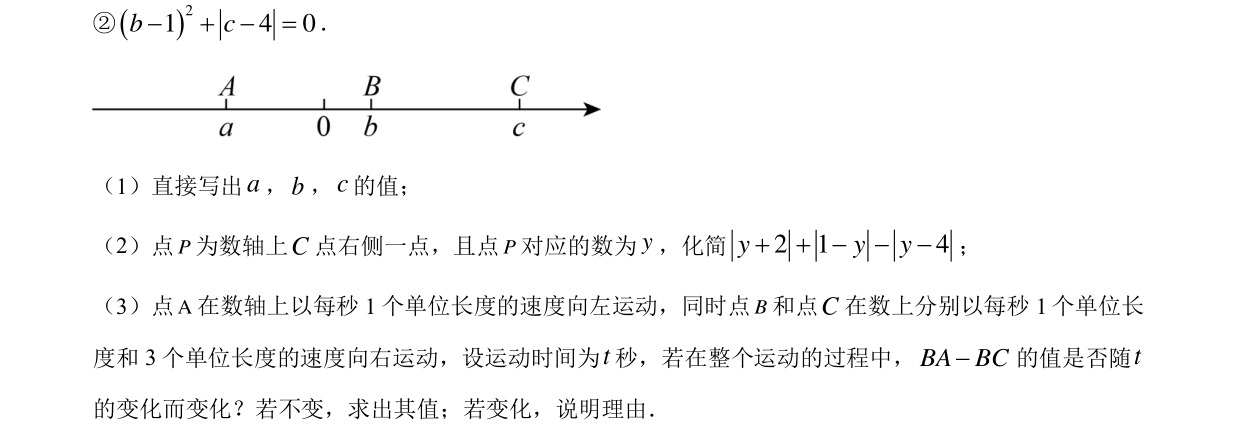 ②(b−1)²+|c−4|=0．
A B C
a 0 b c
（1）直接写出a，b，c的值；
（2）点P为数轴上C点右侧一点，且点P对应的数为y，化简|y+2|+|1−y|−|y−4|；
（3）点A在数轴上以每秒1个单位长度的速度向左运动，同时点B和点C在数上分别以每秒1个单位长
度和3个单位长度的速度向右运动，设运动时间为t秒，若在整个运动的过程中，BA−BC的值是否随t
的变化而变化？若不变，求出其值；若变化，说明理由．